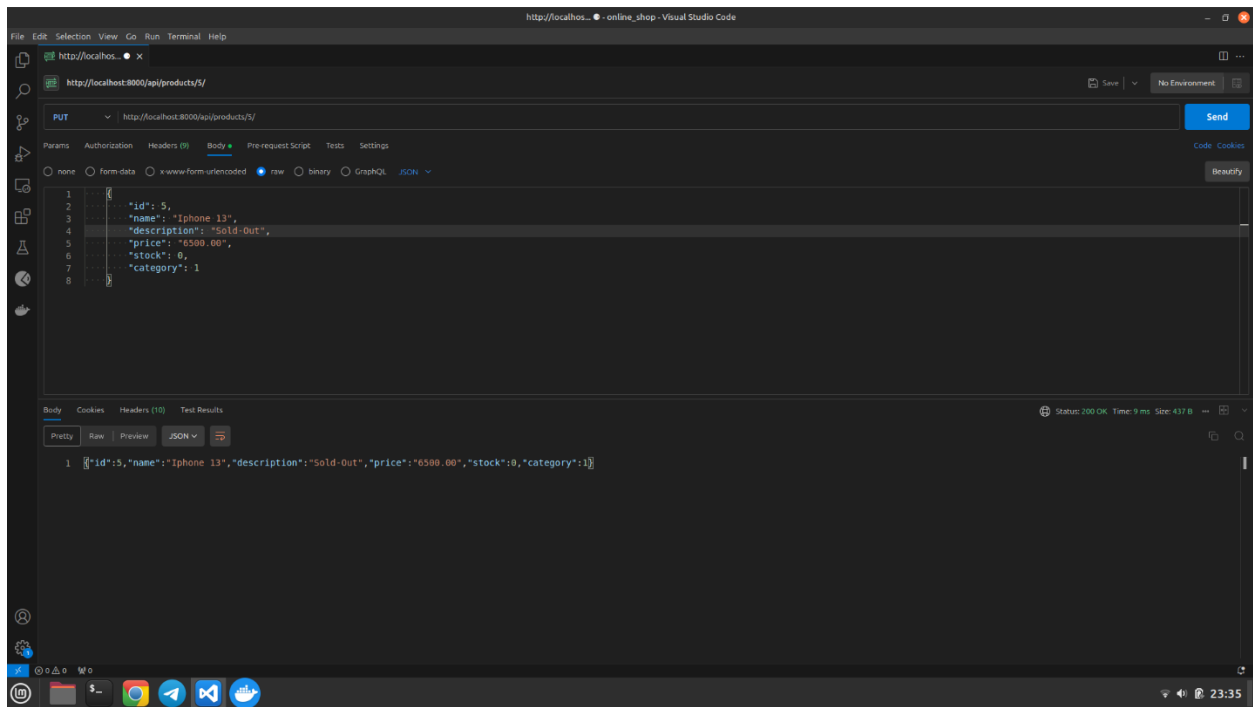 http://localhos... ● - online_shop - Visual Studio Code
File Edit Selection View Go Run Terminal Help
http://localhos... ●
http://localhost:8000/api/products/5/
Save
No Environment
PUT
http://localhost:8000/api/products/5/
Send
Params Authorization Headers (9) Body Pre-request Script Tests Settings
Code Cookies
none form-data x-www-form-urlencoded raw binary GraphQL JSON
Beautify
1 {
2 "id": 5,
3 "name": "Iphone 13",
4 "description": "Sold-Out",
5 "price": "6500.00",
6 "stock": 0,
7 "category": 1
8 }
Body Cookies Headers (10) Test Results
Status: 200 OK Time: 9 ms Size: 437 B
Pretty Raw Preview JSON
1 {"id":5,"name":"Iphone 13","description":"Sold-Out","price":"6500.00","stock":0,"category":1}
0 0 0
23:35